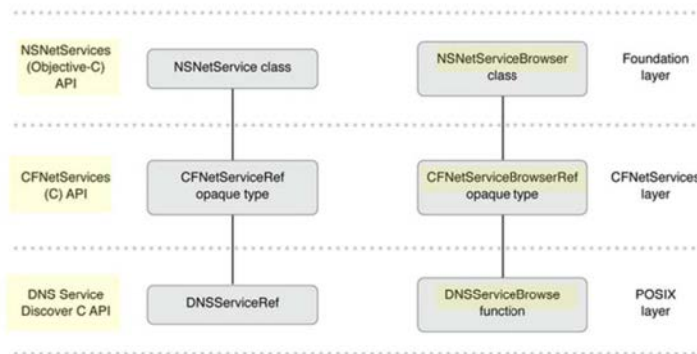 NSNetServices
(Objective-C)
API
NSNetService class
NSNetServiceBrowser
class
Foundation
layer
CFNetServices
(C) API
CFNetServiceRef
opaque type
CFNetServiceBrowserRef
opaque type
CFNetServices
layer
DNS Service
Discover C API
DNSServiceRef
DNSServiceBrowse
function
POSIX
layer